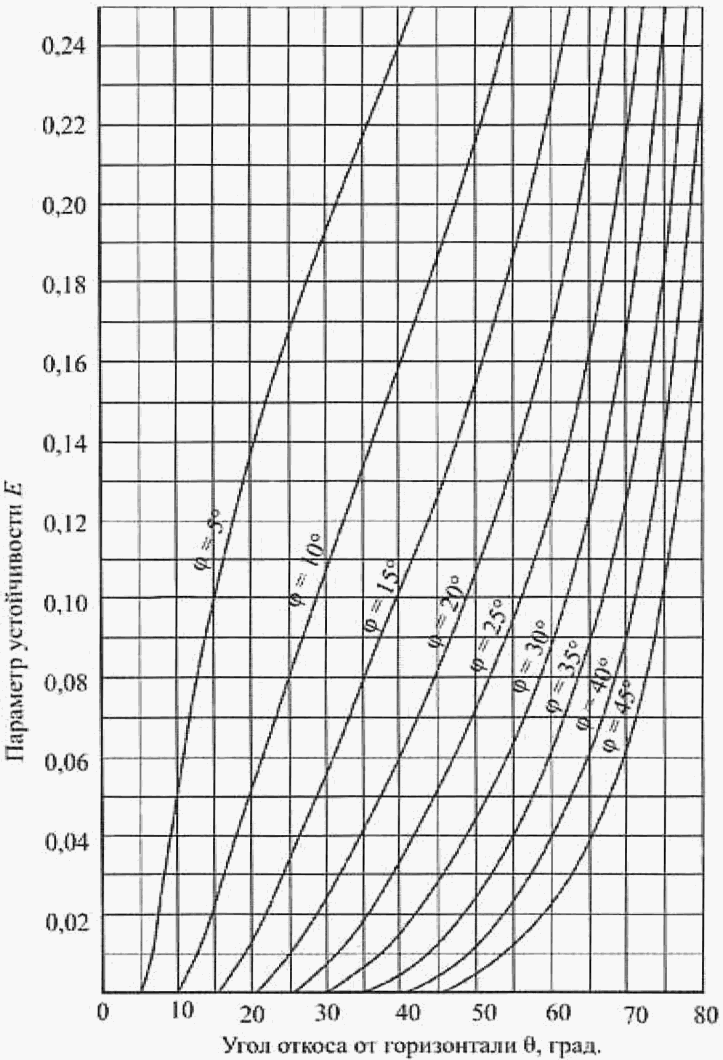 0,24
0,22
0,20
0,18
0,16
0,14
0,12
0,10
0,08
0,06
0,04
0,02
Параметр устойчивости E
φ = 5°
φ = 10°
φ = 15°
φ = 20°
φ = 25°
φ = 30°
φ = 35°
φ = 40°
φ = 45°
0 10 20 30 40 50 60 70 80
Угол откоса от горизонтали θ, град.